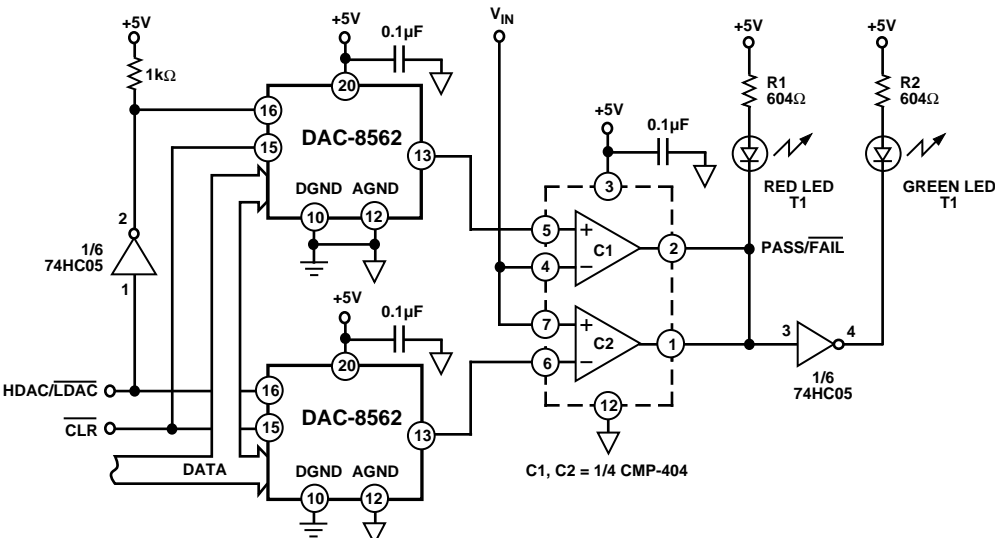 +5V
1kΩ
+5V
0.1µF
20
16
DAC-8562
15
13
DGND AGND
10
12
2
1/6
74HC05
1
VIN
+5V
0.1µF
3
5
+
C1
4
–
2
7
+
C2
6
–
1
12
C1, C2 = 1/4 CMP-404
+5V
R1
604Ω
RED LED
T1
PASS/FAIL
+5V
R2
604Ω
GREEN LED
T1
3
4
1/6
74HC05
+5V
0.1µF
20
HDAC/LDAC
16
DAC-8562
CLR
15
13
DATA
DGND AGND
10
12